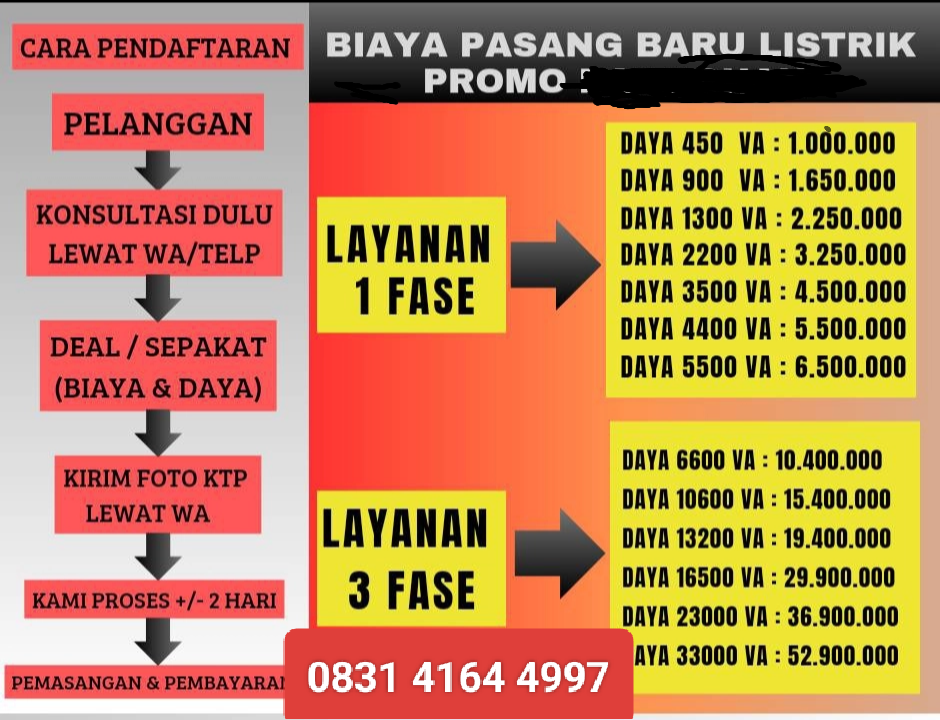 CARA PENDAFTARAN
PELANGGAN
KONSULTASI DULU
LEWAT WA/TELP
DEAL / SEPAKAT
(BIAYA & DAYA)
KIRIM FOTO KTP
LEWAT WA
KAMI PROSES +/- 2 HARI
PEMASANGAN & PEMBAYARAN
BIAYA PASANG BARU LISTRIK
PROMO
LAYANAN
1 FASE
DAYA 450 VA : 1.000.000
DAYA 900 VA : 1.650.000
DAYA 1300 VA : 2.250.000
DAYA 2200 VA : 3.250.000
DAYA 3500 VA : 4.500.000
DAYA 4400 VA : 5.500.000
DAYA 5500 VA : 6.500.000
LAYANAN
3 FASE
DAYA 6600 VA : 10.400.000
DAYA 10600 VA : 15.400.000
DAYA 13200 VA : 19.400.000
DAYA 16500 VA : 29.900.000
DAYA 23000 VA : 36.900.000
DAYA 33000 VA : 52.900.000
0831 4164 4997